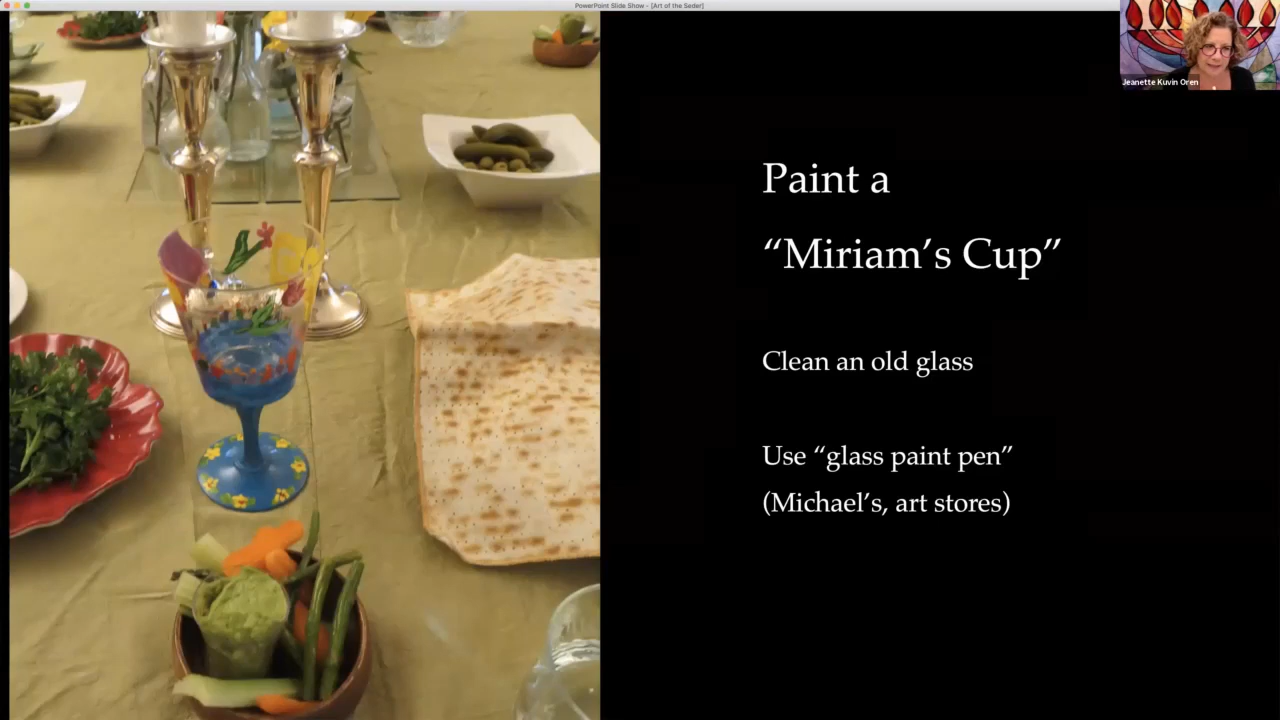 PowerPoint Slide Show - [Art of the Seder]
Jeanette Kuvin Oren
Paint a
“Miriam’s Cup”
Clean an old glass
Use “glass paint pen”
(Michael’s, art stores)